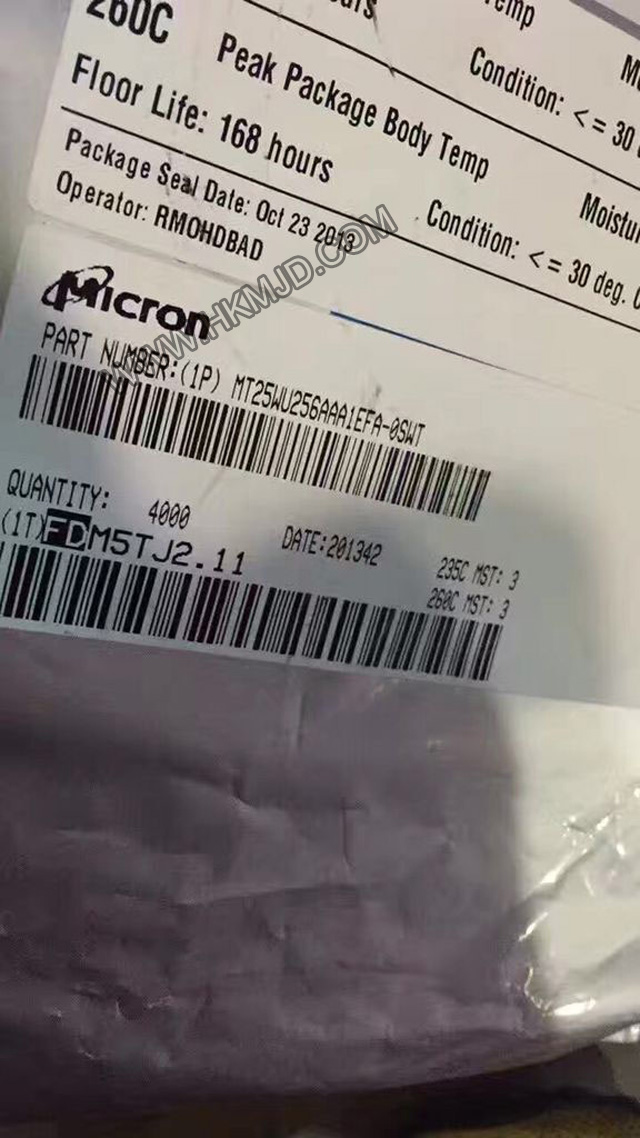 260C
Peak Package Body Temp
Condition: <= 30
Floor Life: 168 hours
Package Seal Date: Oct 23 2013
Operator: RMOHDBAD
Condition: <= 30 deg. C
Micron
PART NUMBER:(1P) MT25WU256AAA1EFA-0SWT
QUANTITY: 4000
DATE:201342
235C MST: 3
260C MST: 3
(1T)FDM5TJ2.11
WWW.HKMJD.COM